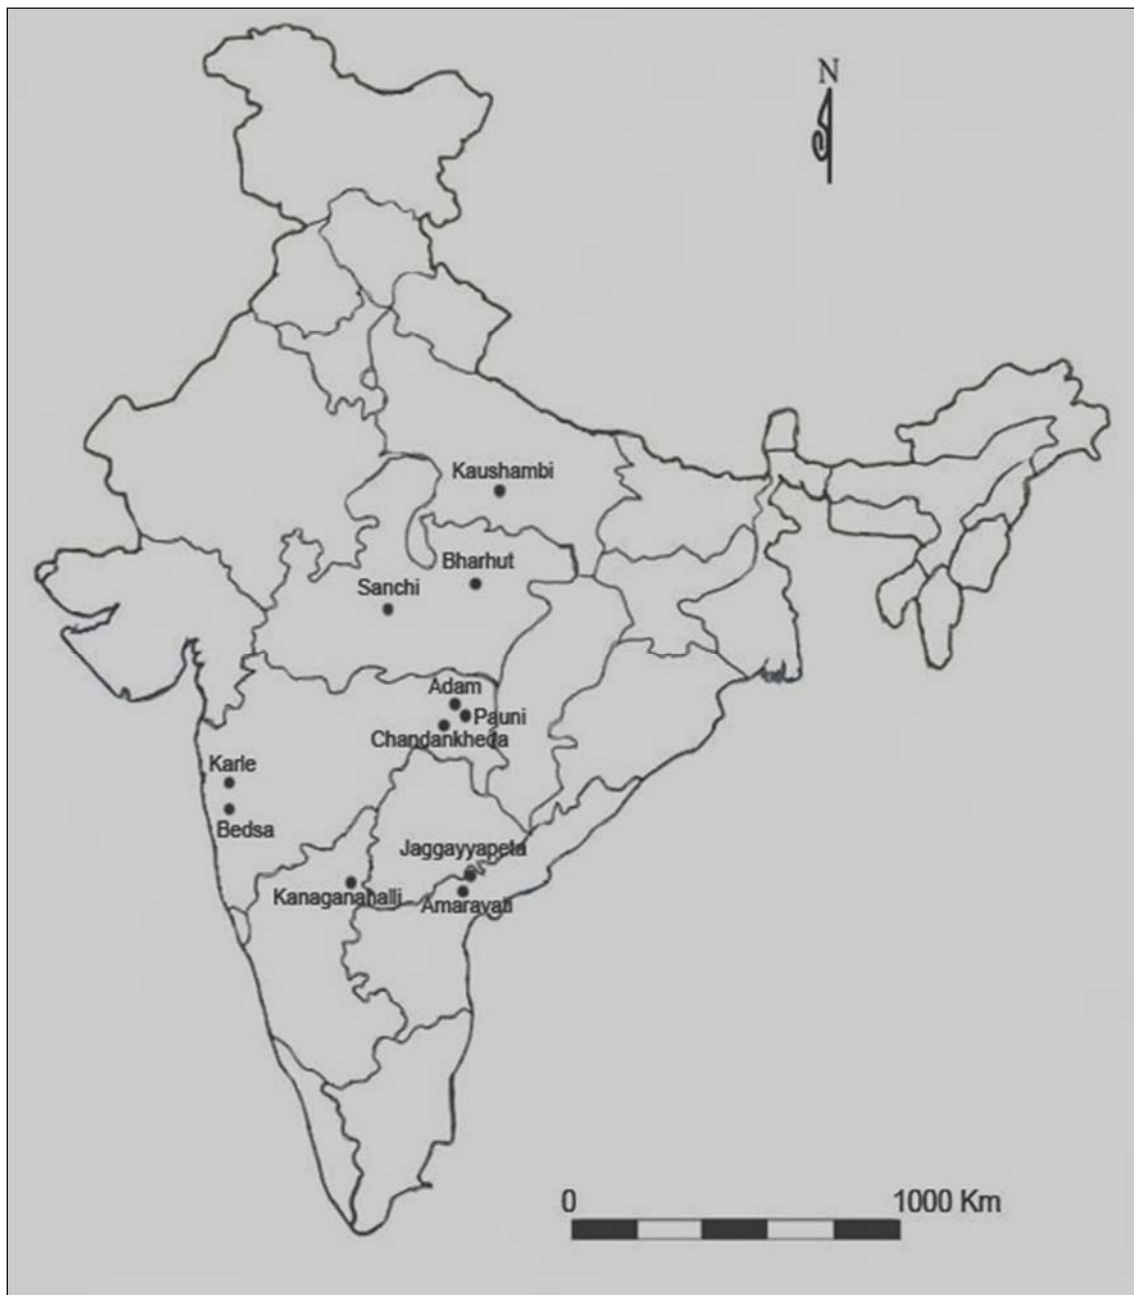 N
Kaushambi
Bharhut
Sanchi
Adam
Pauni
Chandankheda
Karle
Bedsa
Jaggayyapeta
Kanaganahalli
Amaravati
0 1000 Km